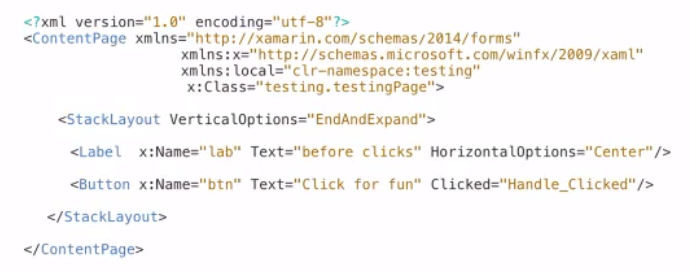 <?xml version="1.0" encoding="utf-8"?>
<ContentPage xmlns="http://xamarin.com/schemas/2014/forms"
xmlns:x="http://schemas.microsoft.com/winfx/2009/xaml"
xmlns:local="clr-namespace:testing"
x:Class="testing.testingPage">
<StackLayout VerticalOptions="EndAndExpand">
<Label x:Name="lab" Text="before clicks" HorizontalOptions="Center"/>
<Button x:Name="btn" Text="Click for fun" Clicked="Handle_Clicked"/>
</StackLayout>
</ContentPage>